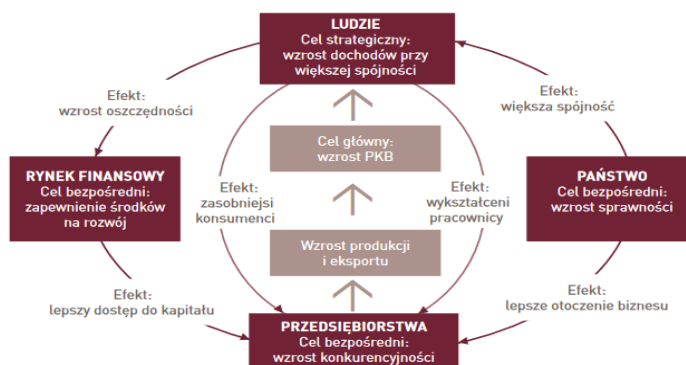 LUDZIE
Cel strategiczny:
wzrost dochodów przy
większej spójności
Efekt:
wzrost oszczędności
Efekt:
większa spójność
Cel główny:
wzrost PKB
RYNEK FINANSOWY
Cel bezpośredni:
zapewnienie środków
na rozwój
Efekt:
zasobniejsi
konsumenci
Efekt:
wykształceni
pracownicy
PAŃSTWO
Cel bezpośredni:
wzrost sprawności
Wzrost produkcji
i eksportu
Efekt:
lepszy dostęp do kapitału
Efekt:
lepsze otoczenie biznesu
PRZEDSIĘBIORSTWA
Cel bezpośredni:
wzrost konkurencyjności